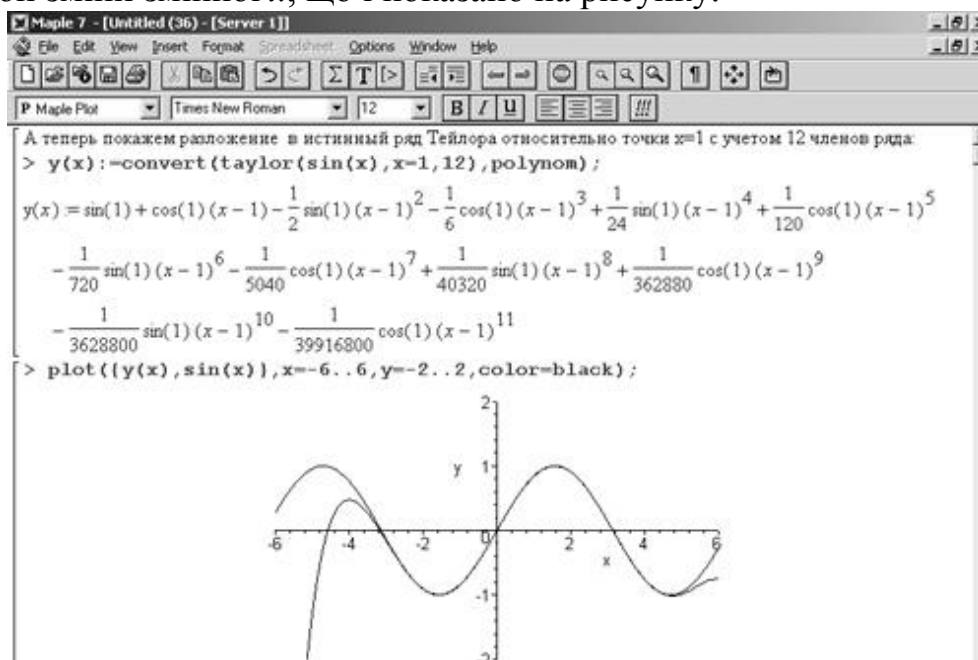 що і показано на рисунку.
Maple 7 - [Untitled (36) - [Server 1]]
File Edit View Insert Format Spreadsheet Options Window Help
P Maple Plot Times New Roman 12 B I U !!!
А теперь покажем разложение в истинный ряд Тейлора относительно точки x=1 с учетом 12 членов ряда:
> y(x):=convert(taylor(sin(x),x=1,12),polynom);
y(x) := sin(1) + cos(1) (x − 1) − 1/2 sin(1) (x − 1)^2 − 1/6 cos(1) (x − 1)^3 + 1/24 sin(1) (x − 1)^4 + 1/120 cos(1) (x − 1)^5
− 1/720 sin(1) (x − 1)^6 − 1/5040 cos(1) (x − 1)^7 + 1/40320 sin(1) (x − 1)^8 + 1/362880 cos(1) (x − 1)^9
− 1/3628800 sin(1) (x − 1)^10 − 1/39916800 cos(1) (x − 1)^11
> plot({y(x),sin(x)},x=-6..6,y=-2..2,color=black);
2
y 1
-6 -4 -2 0 2 4 6
x
-1
-2